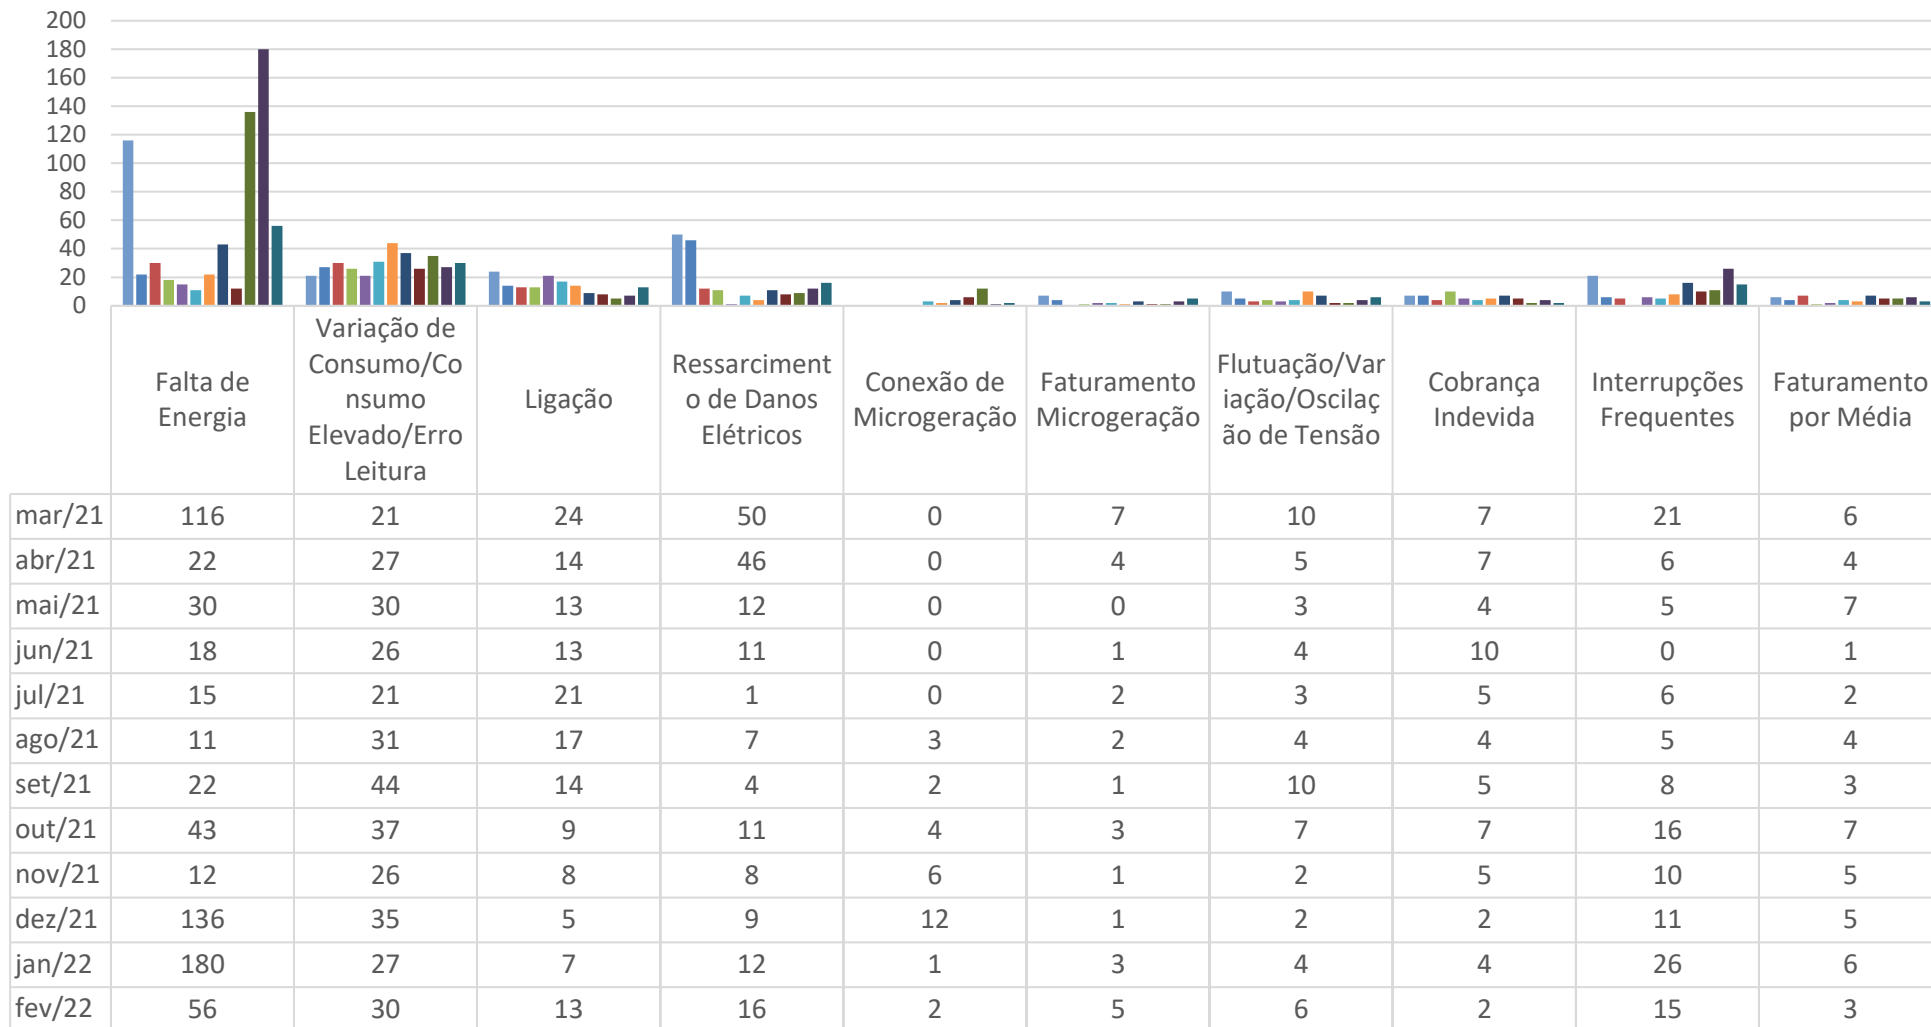 200
180
160
140
120
100
80
60
40
20
0
Falta de
Energia
Variação de
Consumo/Co
nsumo
Elevado/Erro
Leitura
Ligação
Ressarciment
o de Danos
Elétricos
Conexão de
Microgeração
Faturamento
Microgeração
Flutuação/Var
iação/Oscilaç
ão de Tensão
Cobrança
Indevida
Interrupções
Frequentes
Faturamento
por Média
mar/21 116 21 24 50 0 7 10 7 21 6
abr/21 22 27 14 46 0 4 5 7 6 4
mai/21 30 30 13 12 0 0 3 4 5 7
jun/21 18 26 13 11 0 1 4 10 0 1
jul/21 15 21 21 1 0 2 3 5 6 2
ago/21 11 31 17 7 3 2 4 4 5 4
set/21 22 44 14 4 2 1 10 5 8 3
out/21 43 37 9 11 4 3 7 7 16 7
nov/21 12 26 8 8 6 1 2 5 10 5
dez/21 136 35 5 9 12 1 2 2 11 5
jan/22 180 27 7 12 1 3 4 4 26 6
fev/22 56 30 13 16 2 5 6 2 15 3